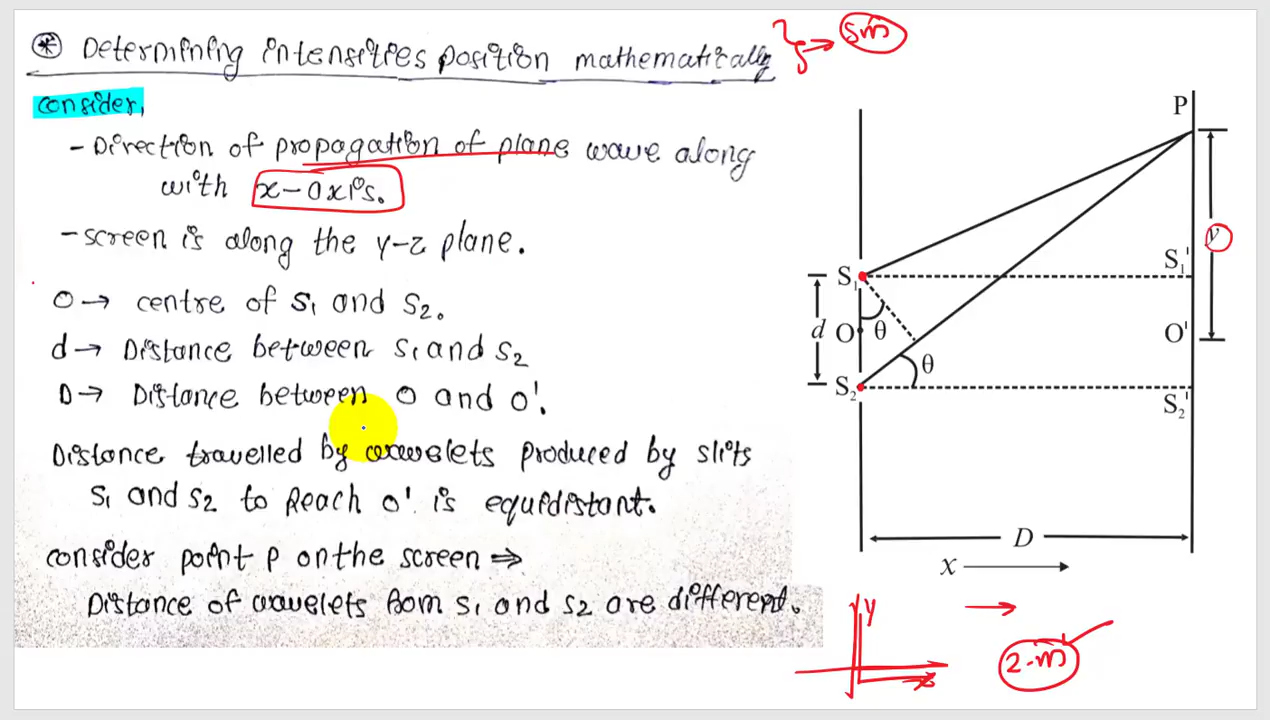 * Determining intensities position mathematically
5m
consider,
- Direction of propagation of plane wave along
with x-axis.
- screen is along the y-z plane.
O → centre of S1 and S2.
d → Distance between S1 and S2
D → Distance between O and O'.
Distance travelled by wavelets produced by slits
S1 and S2 to Reach O' is equidistant.
consider point P on the screen ⇒
Distance of wavelets from S1 and S2 are different.
P
y
S1'
S1
d
O
θ
O'
θ
S2
S2'
D
x
y
x
2-m